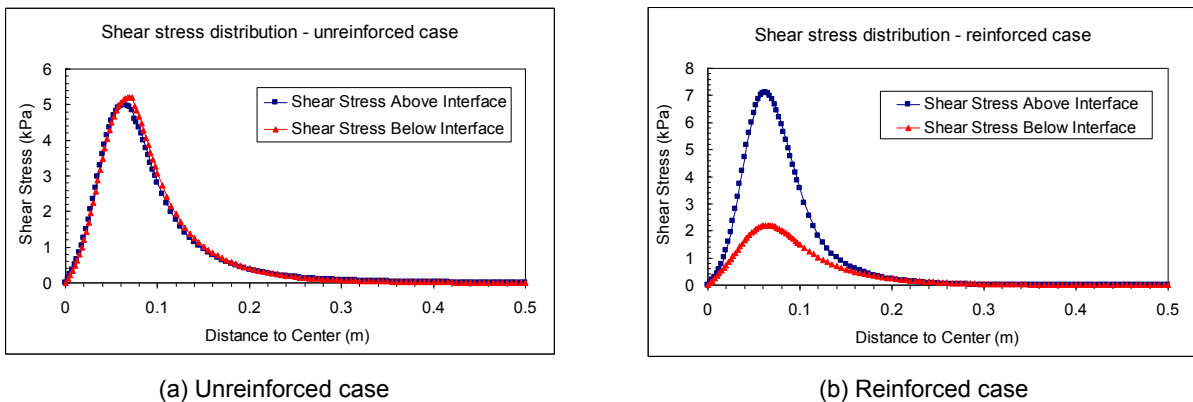 Shear stress distribution - unreinforced case
6
5
4
3
2
1
0
Shear Stress (kPa)
Shear Stress Above Interface
Shear Stress Below Interface
0 0.1 0.2 0.3 0.4 0.5
Distance to Center (m)
(a) Unreinforced case
Shear stress distribution - reinforced case
8
7
6
5
4
3
2
1
0
Shear Stress (kPa)
Shear Stress Above Interface
Shear Stress Below Interface
0 0.1 0.2 0.3 0.4 0.5
Distance to Center (m)
(b) Reinforced case